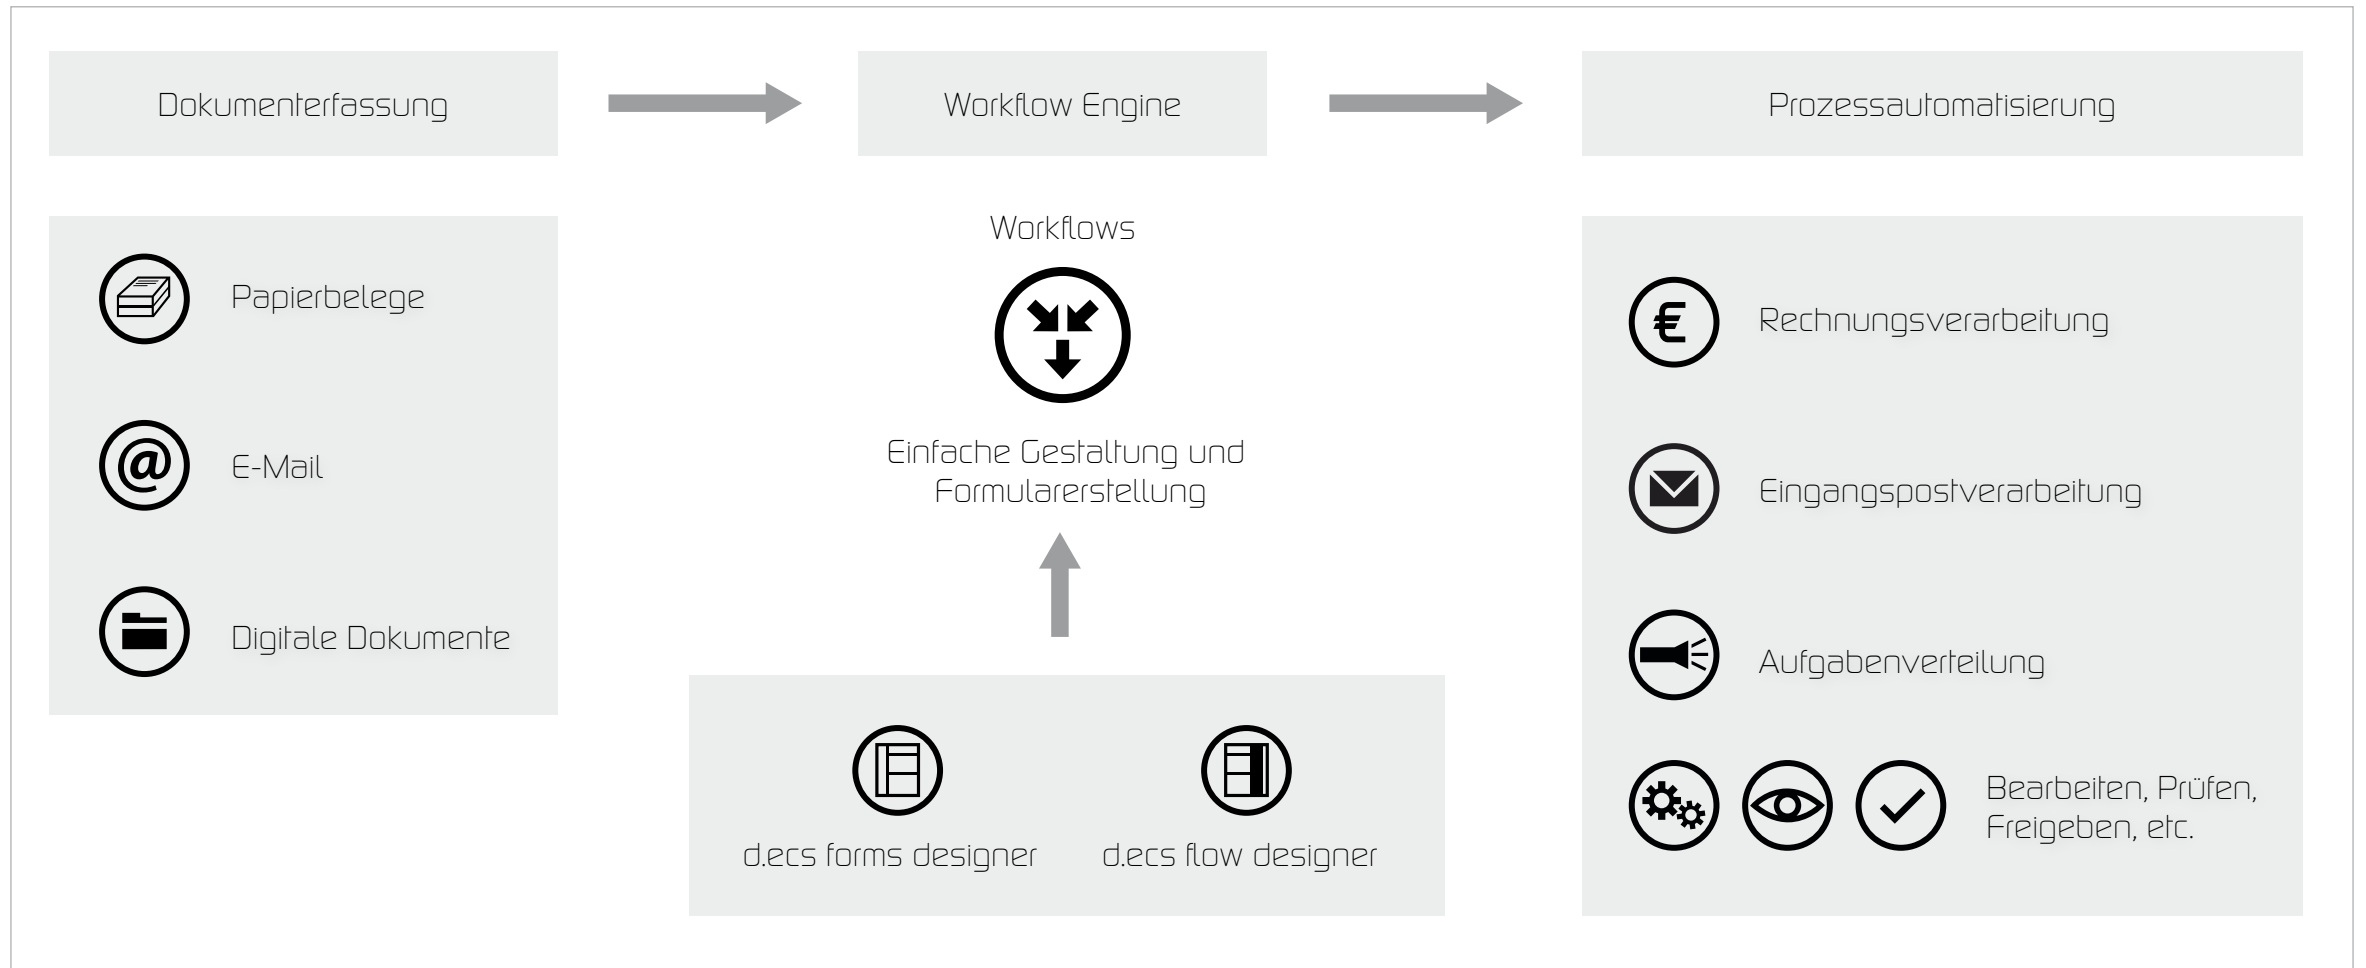 Dokumenterfassung
Workflow Engine
Prozessautomatisierung
Papierbelege
E-Mail
Digitale Dokumente
Workflows
Einfache Gestaltung und
Formularerstellung
d.ecs forms designer
d.ecs flow designer
Rechnungsverarbeitung
Eingangspostverarbeitung
Aufgabenverteilung
Bearbeiten, Prüfen,
Freigeben, etc.